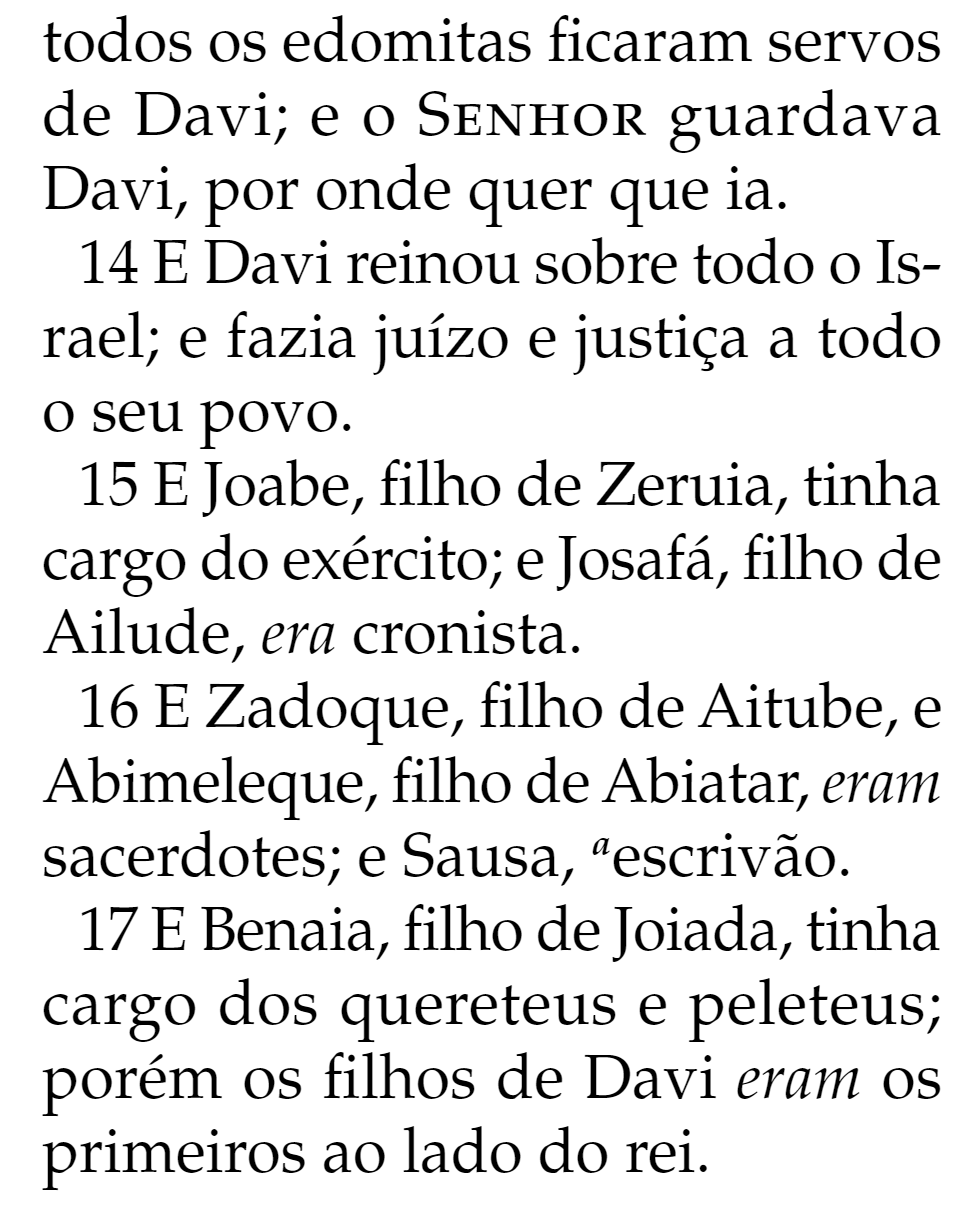 todos os edomitas ficaram servos
de Davi; e o SENHOR guardava
Davi, por onde quer que ia.
14 E Davi reinou sobre todo o Is-
rael; e fazia juízo e justiça a todo
o seu povo.
15 E Joabe, filho de Zeruia, tinha
cargo do exército; e Josafá, filho de
Ailude, era cronista.
16 E Zadoque, filho de Aitube, e
Abimeleque, filho de Abiatar, eram
sacerdotes; e Sausa, ᵃescrivão.
17 E Benaia, filho de Joiada, tinha
cargo dos quereteus e peleteus;
porém os filhos de Davi eram os
primeiros ao lado do rei.